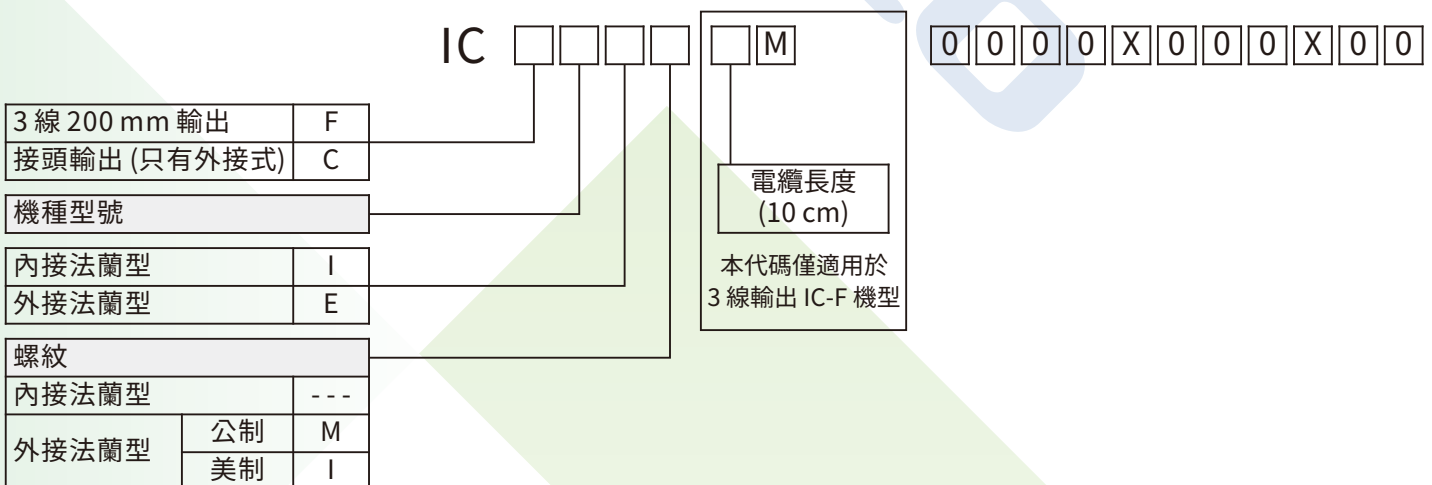 IC M 0 0 0 0 X 0 0 0 X 0 0
3 線 200 mm 輸出 F
接頭輸出 (只有外接式) C
機種型號
內接法蘭型 I
外接法蘭型 E
螺紋
內接法蘭型 - - -
外接法蘭型 公制 M
美制 I
電纜長度
(10 cm)
本代碼僅適用於
3 線輸出 IC-F 機型